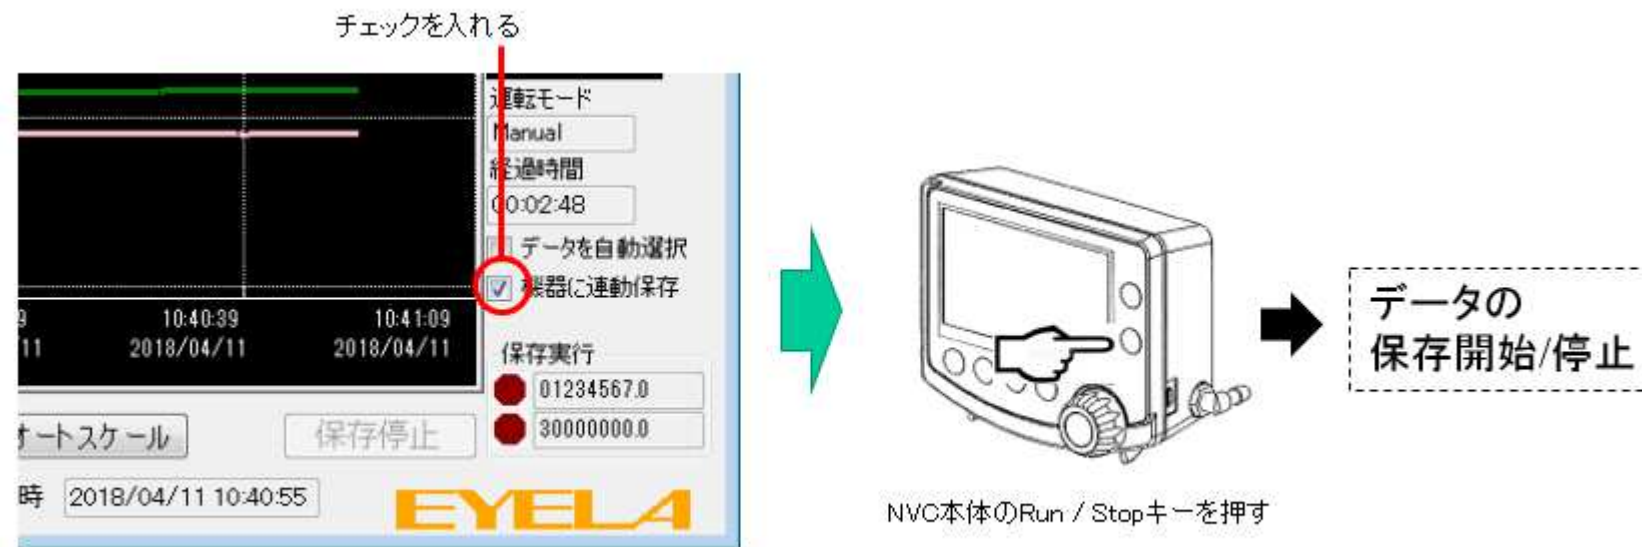 チェックを入れる
運転モード
Manual
経過時間
00:02:48
データを自動選択
機器に連動保存
9 10:40:39 10:41:09
11 2018/04/11 2018/04/11
保存実行
01234567.0
30000000.0
オートスケール 保存停止
時 2018/04/11 10:40:55
EYELA
NVC本体のRun / Stopキーを押す
データの
保存開始/停止